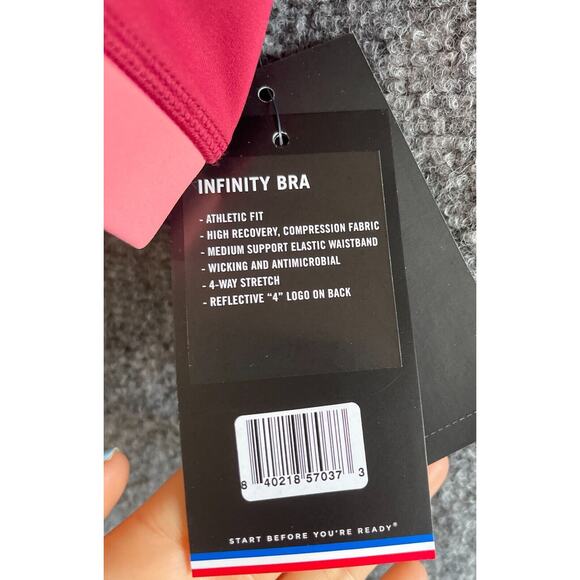 INFINITY BRA
- ATHLETIC FIT
- HIGH RECOVERY, COMPRESSION FABRIC
- MEDIUM SUPPORT ELASTIC WAISTBAND
- WICKING AND ANTIMICROBIAL
- 4-WAY STRETCH
- REFLECTIVE “4” LOGO ON BACK
8 40218 57037 3
START BEFORE YOU'RE READY®